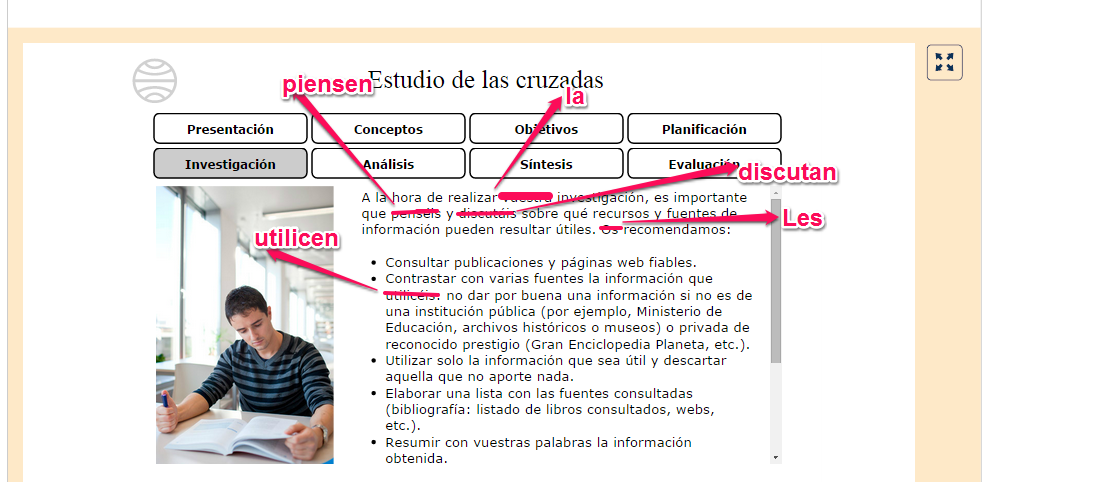 Estudio de las cruzadas
piensen
la
Presentación Conceptos Objetivos Planificación
Investigación Análisis Síntesis Evaluación
discutan
Les
utilicen
A la hora de realizar vuestra investigación, es importante
que penséis y discutáis sobre qué recursos y fuentes de
información pueden resultar útiles. Os recomendamos:
• Consultar publicaciones y páginas web fiables.
• Contrastar con varias fuentes la información que
utilicéis: no dar por buena una información si no es de
una institución pública (por ejemplo, Ministerio de
Educación, archivos históricos o museos) o privada de
reconocido prestigio (Gran Enciclopedia Planeta, etc.).
• Utilizar solo la información que sea útil y descartar
aquella que no aporte nada.
• Elaborar una lista con las fuentes consultadas
(bibliografía: listado de libros consultados, webs,
etc.).
• Resumir con vuestras palabras la información
obtenida.